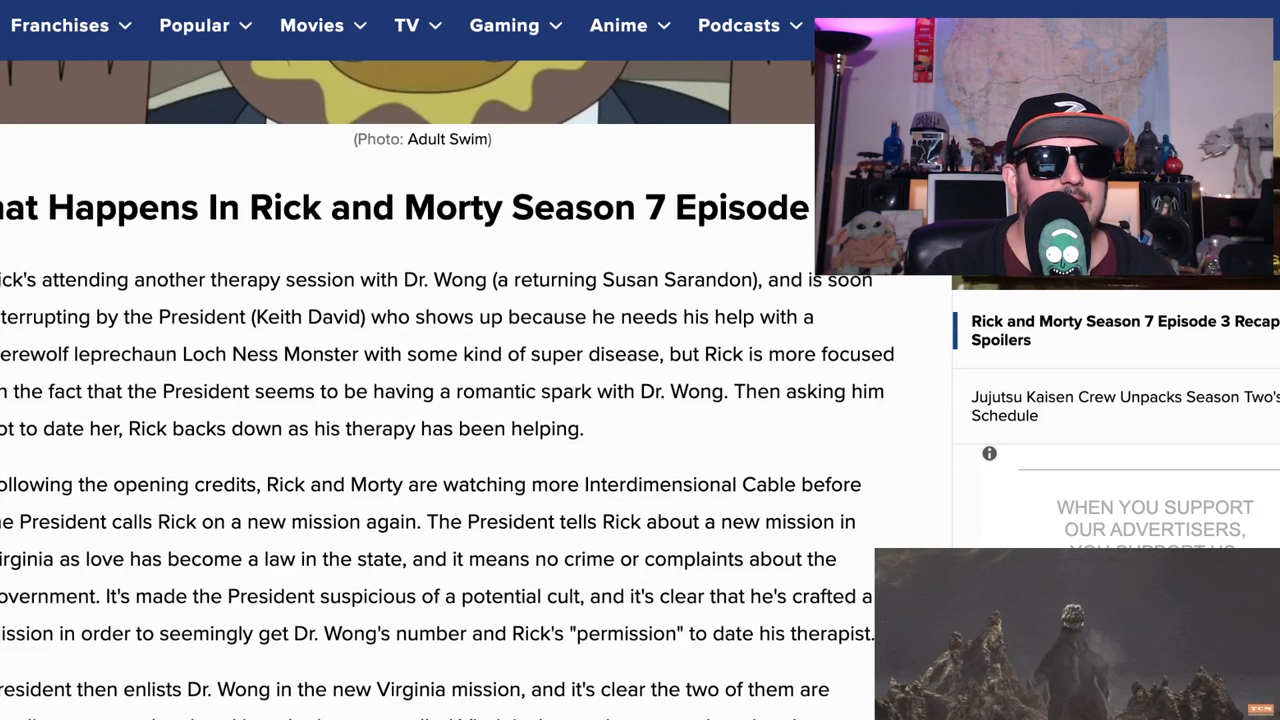 Franchises Popular Movies TV Gaming Anime Podcasts
(Photo: Adult Swim)
hat Happens In Rick and Morty Season 7 Episode
ick's attending another therapy session with Dr. Wong (a returning Susan Sarandon), and is soon
terrupting by the President (Keith David) who shows up because he needs his help with a
erewolf leprechaun Loch Ness Monster with some kind of super disease, but Rick is more focused
n the fact that the President seems to be having a romantic spark with Dr. Wong. Then asking him
ot to date her, Rick backs down as his therapy has been helping.
ollowing the opening credits, Rick and Morty are watching more Interdimensional Cable before
e President calls Rick on a new mission again. The President tells Rick about a new mission in
irginia as love has become a law in the state, and it means no crime or complaints about the
overnment. It's made the President suspicious of a potential cult, and it's clear that he's crafted a
ission in order to seemingly get Dr. Wong's number and Rick's "permission" to date his therapist.
resident then enlists Dr. Wong in the new Virginia mission, and it's clear the two of them are
Rick and Morty Season 7 Episode 3 Recap
Spoilers
Jujutsu Kaisen Crew Unpacks Season Two's
Schedule
WHEN YOU SUPPORT
OUR ADVERTISERS,
YOU SUPPORT US
TCM